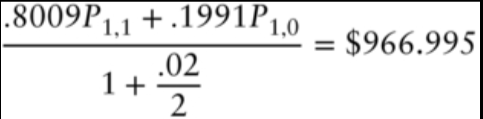 .8009P₁,₁ + .1991P₁,₀
1 + .02/2
= $966.995